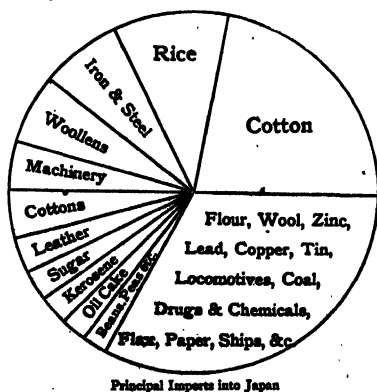 Rice
Cotton
Iron & Steel
Woollens
Machinery
Cottons
Leather
Sugar
Kerosene
Oil Cake
Beans, Peas &c.
Flour, Wool, Zinc,
Lead, Copper, Tin,
Locomotives, Coal,
Drugs & Chemicals,
Flax, Paper, Ships, &c.
Principal Imports into Japan